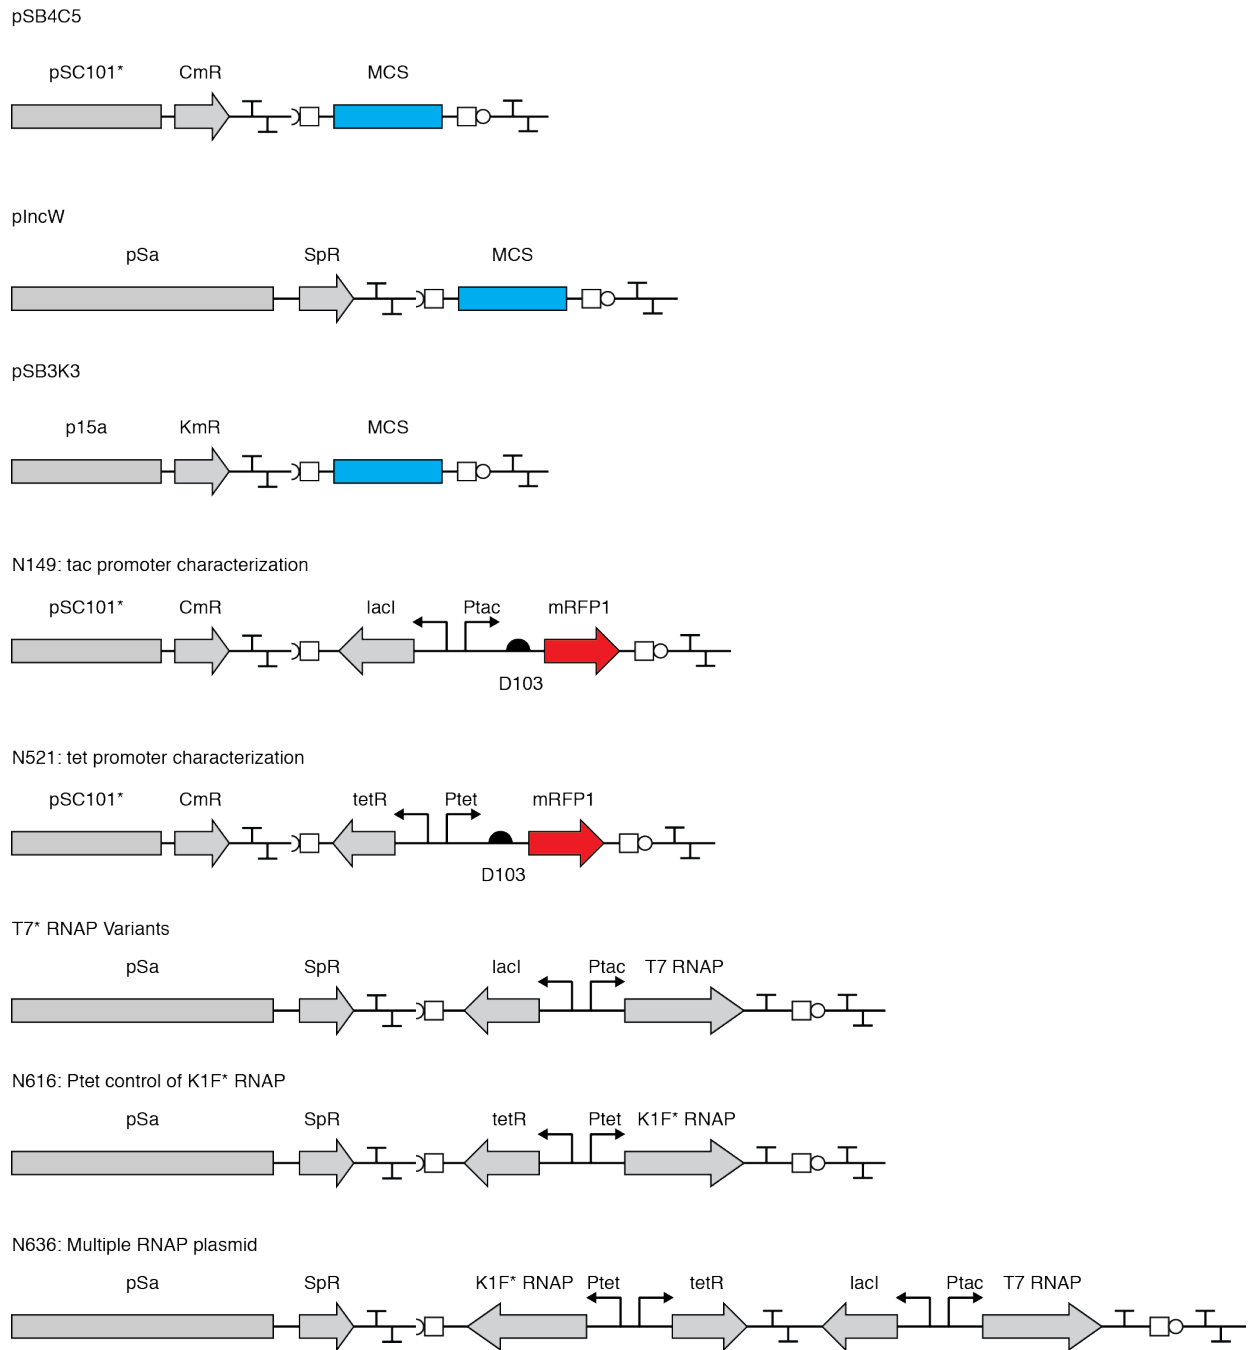 pSB4C5
pSC101* CmR MCS
pIncW
pSa SpR MCS
pSB3K3
p15a KmR MCS
N149: tac promoter characterization
pSC101* CmR lacI Ptac mRFP1
D103
N521: tet promoter characterization
pSC101* CmR tetR Ptet mRFP1
D103
T7* RNAP Variants
pSa SpR lacI Ptac T7 RNAP
N616: Ptet control of K1F* RNAP
pSa SpR tetR Ptet K1F* RNAP
N636: Multiple RNAP plasmid
pSa SpR K1F* RNAP Ptet tetR lacI Ptac T7 RNAP